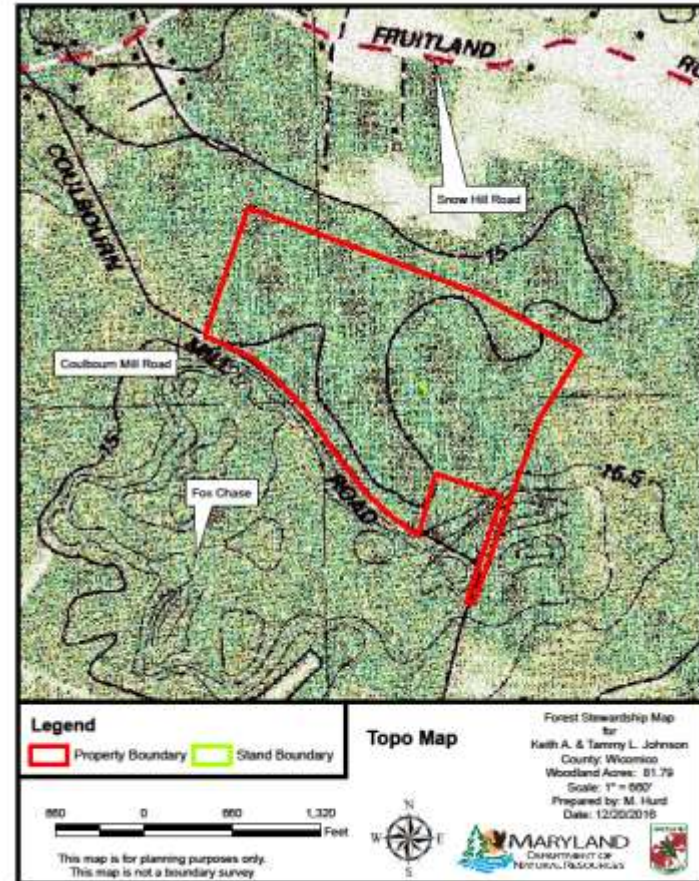 FRUITLAND
Snow Hill Road
COULBOURN
15
MILL
Coulbourn Mill Road
15
16.5
Fox Chase
ROAD
Legend
Property Boundary
Stand Boundary
Topo Map
Forest Stewardship Map
for
Keith A. & Tammy L. Johnson
County: Wicomico
Woodland Acres: 81.79
Scale: 1" = 660'
Prepared by: M. Hurd
Date: 12/20/2016
660 0 660 1,320
Feet
This map is for planning purposes only.
This map is not a boundary survey
N
W E
S
MARYLAND
DEPARTMENT OF
NATURAL RESOURCES